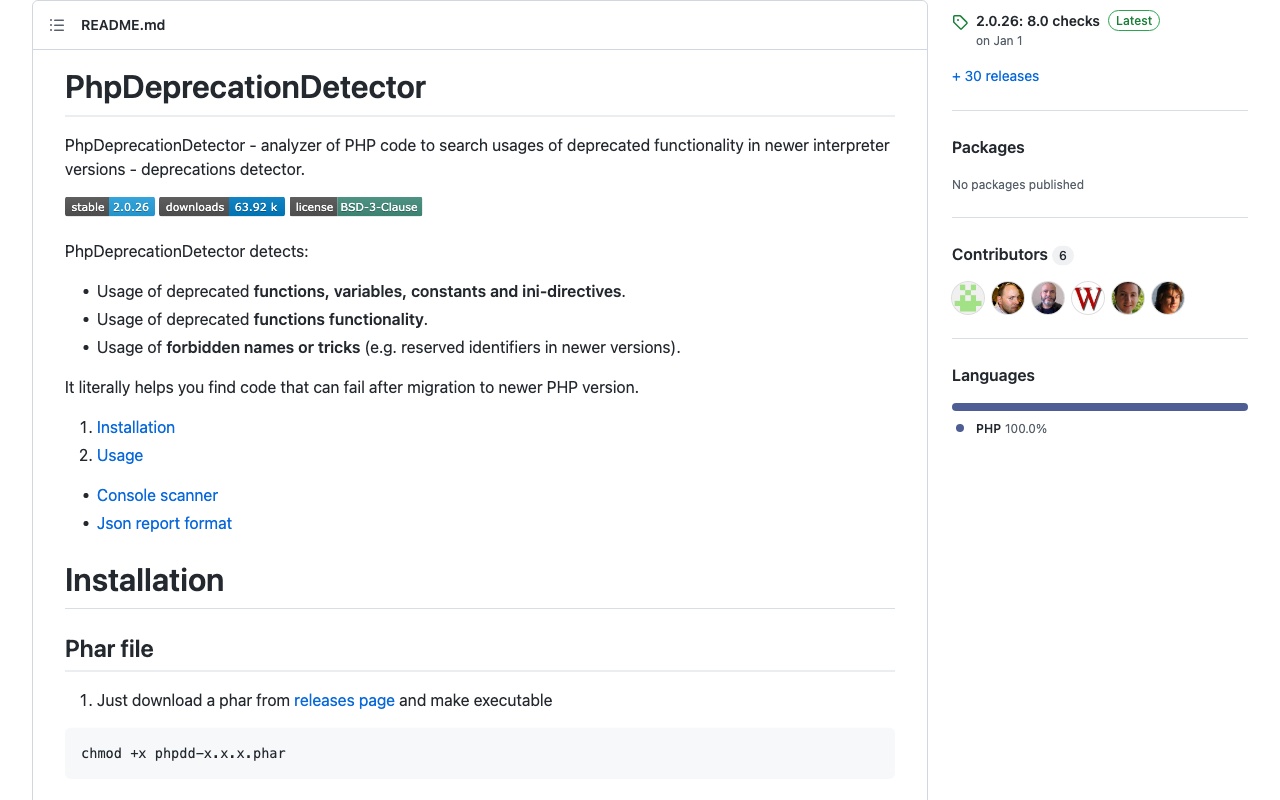 README.md
PhpDeprecationDetector
PhpDeprecationDetector - analyzer of PHP code to search usages of deprecated functionality in newer interpreter
versions - deprecations detector.
stable 2.0.26 downloads 63.92 k license BSD-3-Clause
PhpDeprecationDetector detects:
• Usage of deprecated functions, variables, constants and ini-directives.
• Usage of deprecated functions functionality.
• Usage of forbidden names or tricks (e.g. reserved identifiers in newer versions).
It literally helps you find code that can fail after migration to newer PHP version.
1. Installation
2. Usage
• Console scanner
• Json report format
Installation
Phar file
1. Just download a phar from releases page and make executable
chmod +x phpdd-x.x.x.phar
2.0.26: 8.0 checks Latest
on Jan 1
+ 30 releases
Packages
No packages published
Contributors 6
W
Languages
PHP 100.0%